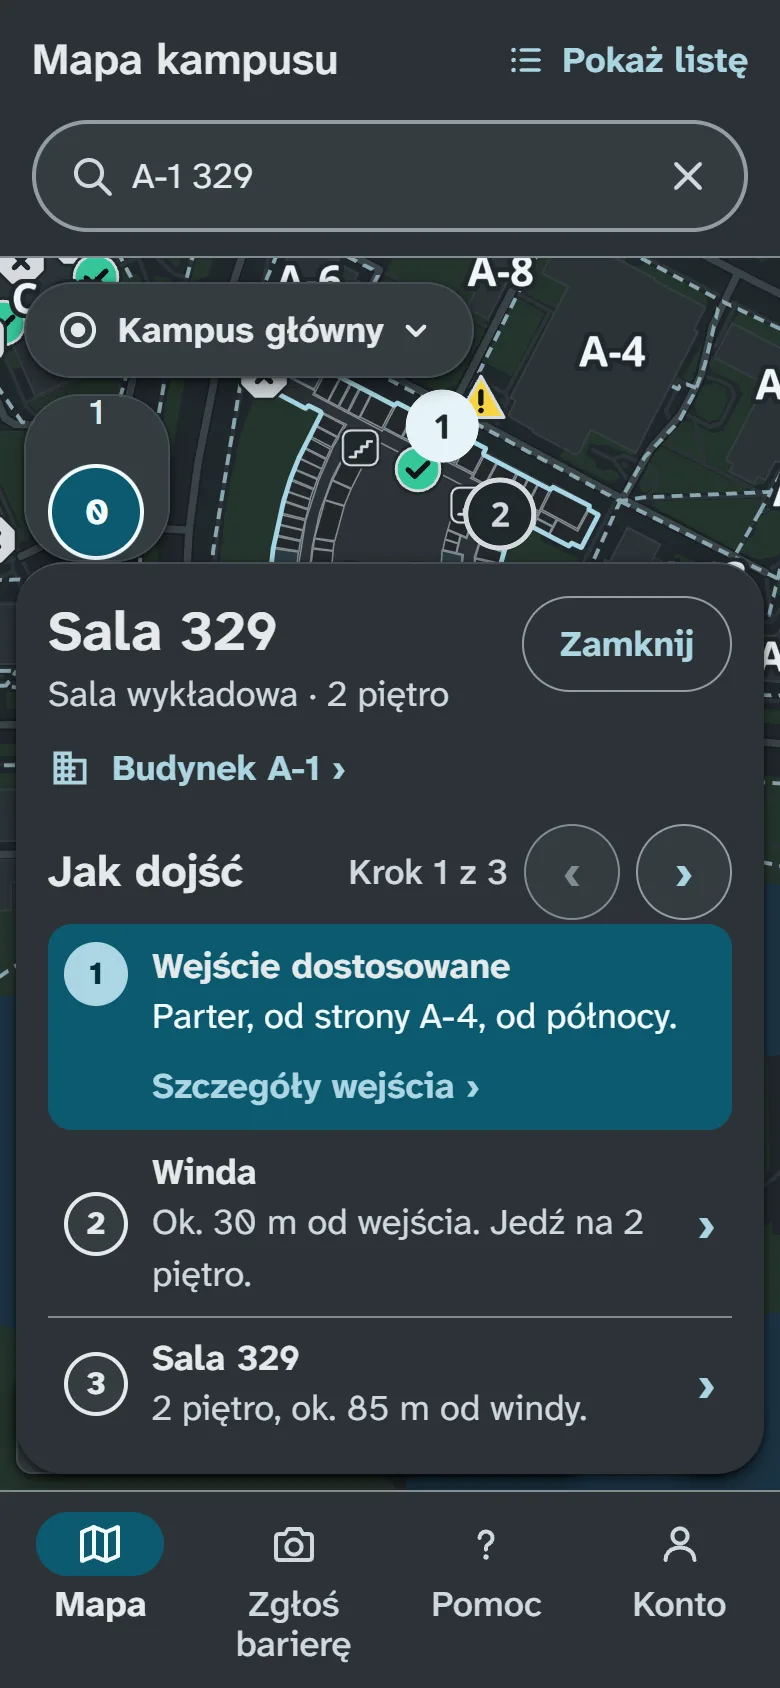 Mapa kampusu
Pokaż listę
A-1 329
A-6
A-8
C
Kampus główny
A-4
A
1
1
0
2
Sala 329
Zamknij
Sala wykładowa · 2 piętro
Budynek A-1 ›
Jak dojść
Krok 1 z 3
‹
›
1
Wejście dostosowane
Parter, od strony A-4, od północy.
Szczegóły wejścia ›
Winda
2
Ok. 30 m od wejścia. Jedź na 2
piętro.
›
Sala 329
3
2 piętro, ok. 85 m od windy.
›
Mapa
Zgłoś
barierę
?
Pomoc
Konto